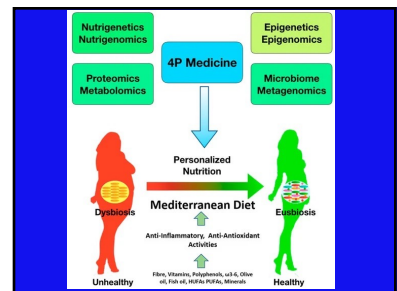 Nutrigenetics
Nutrigenomics
4P Medicine
Epigenetics
Epigenomics
Proteomics
Metabolomics
Microbiome
Metagenomics
Personalized
Nutrition
Dysbiosis
Mediterranean Diet
Eusbiosis
Anti-Inflammatory, Anti-Antioxidant
Activities
Fibre, Vitamins, Polyphenols, ω3-6, Olive
oil, Fish oil, HUFAs PUFAs, Minerals
Unhealthy
Healthy